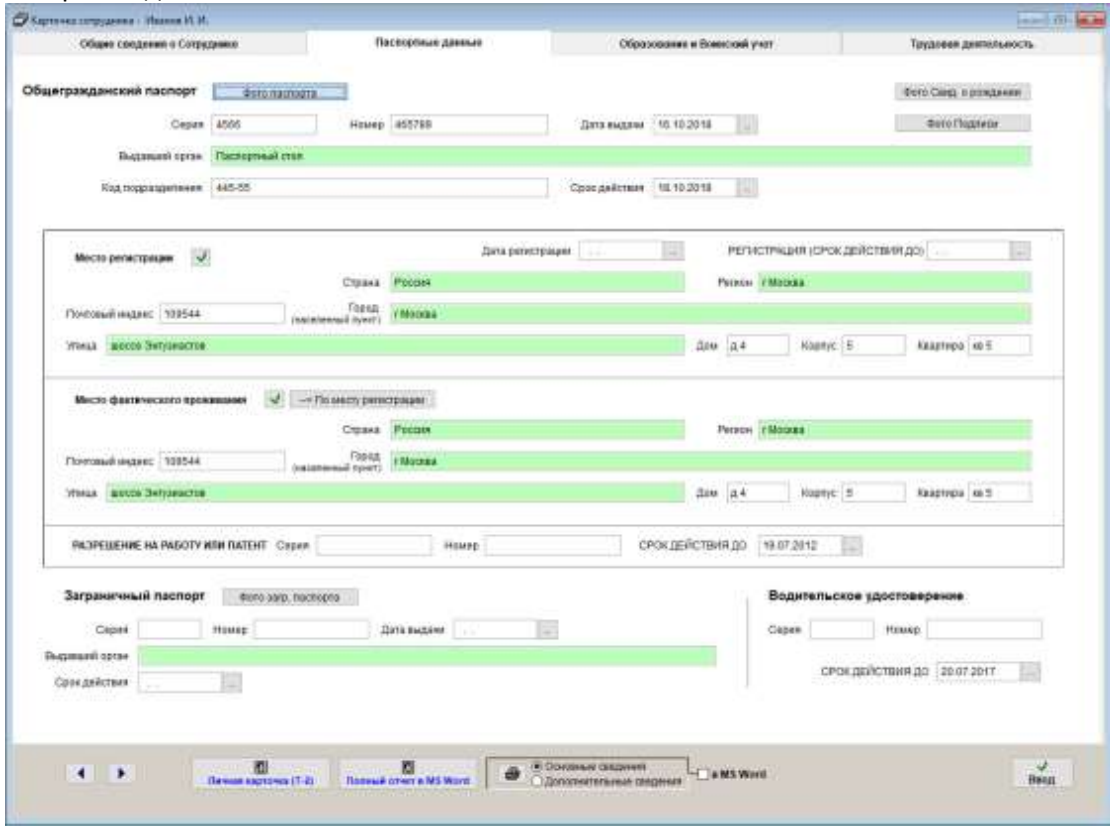 Карточка сотрудника - Иванов И. И.
Общие сведения о Сотруднике Паспортные данные Образование и Воинский учет Трудовая деятельность
Общегражданский паспорт Фото паспорта Фото Свид. о рождении
Серия 4566 Номер 465789 Дата выдачи 16.10.2018 ... Фото Подписи
Выдавший орган Паспортный стол
Код подразделения 445-55 Срок действия 18.10.2018 ...
Место регистрации Дата регистрации . . ... РЕГИСТРАЦИЯ (СРОК ДЕЙСТВИЯ ДО) . . ...
Страна Россия Регион г Москва
Почтовый индекс 109544 Город (населенный пункт) г Москва
Улица шоссе Энтузиастов Дом д 4 Корпус 5 Квартира кв 5
Место фактического проживания --> По месту регистрации
Страна Россия Регион г Москва
Почтовый индекс 109544 Город (населенный пункт) г Москва
Улица шоссе Энтузиастов Дом д 4 Корпус 5 Квартира кв 5
РАЗРЕШЕНИЕ НА РАБОТУ ИЛИ ПАТЕНТ Серия Номер СРОК ДЕЙСТВИЯ ДО 19.07.2012 ...
Заграничный паспорт Фото загр. паспорта Водительское удостоверение
Серия Номер Дата выдачи . . ... Серия Номер
Выдавший орган
Срок действия . . ... СРОК ДЕЙСТВИЯ ДО 20.07.2017 ...
Личная карточка (Т-2) Полный отчет в MS Word Основные сведения в MS Word Ввод
Дополнительные сведения